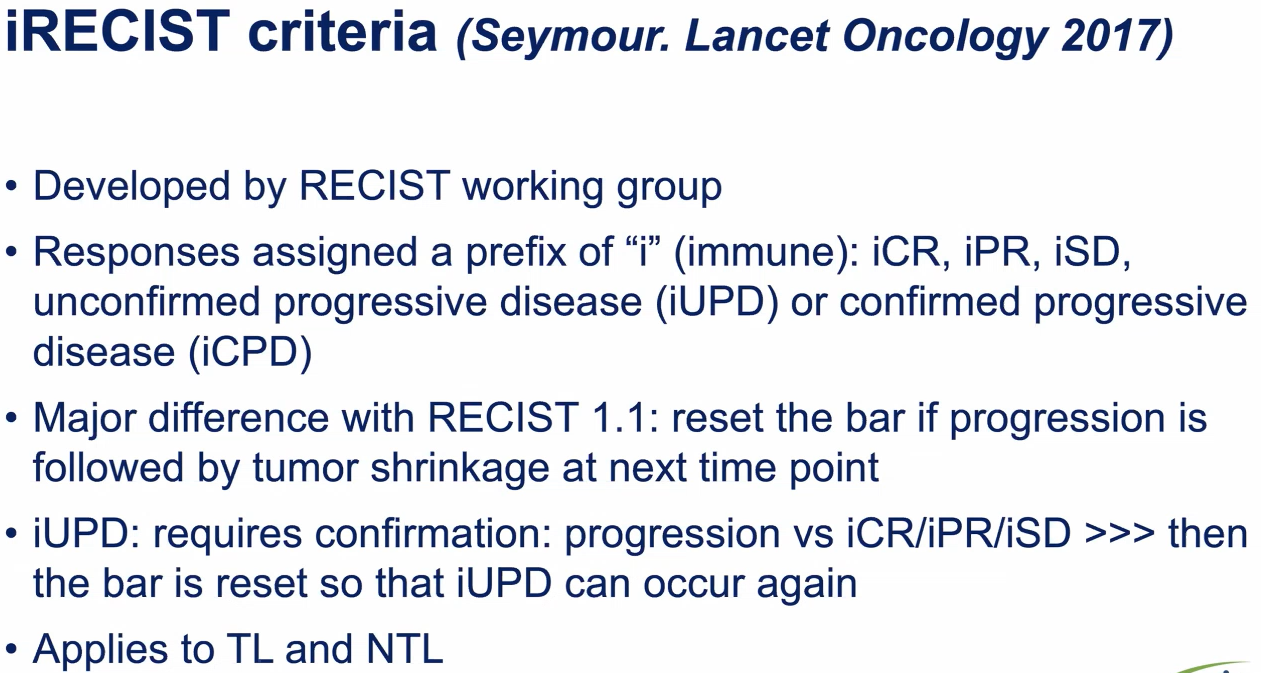 iRECIST criteria (Seymour. Lancet Oncology 2017)
• Developed by RECIST working group
• Responses assigned a prefix of “i” (immune): iCR, iPR, iSD,
unconfirmed progressive disease (iUPD) or confirmed progressive
disease (iCPD)
• Major difference with RECIST 1.1: reset the bar if progression is
followed by tumor shrinkage at next time point
• iUPD: requires confirmation: progression vs iCR/iPR/iSD >>> then
the bar is reset so that iUPD can occur again
• Applies to TL and NTL